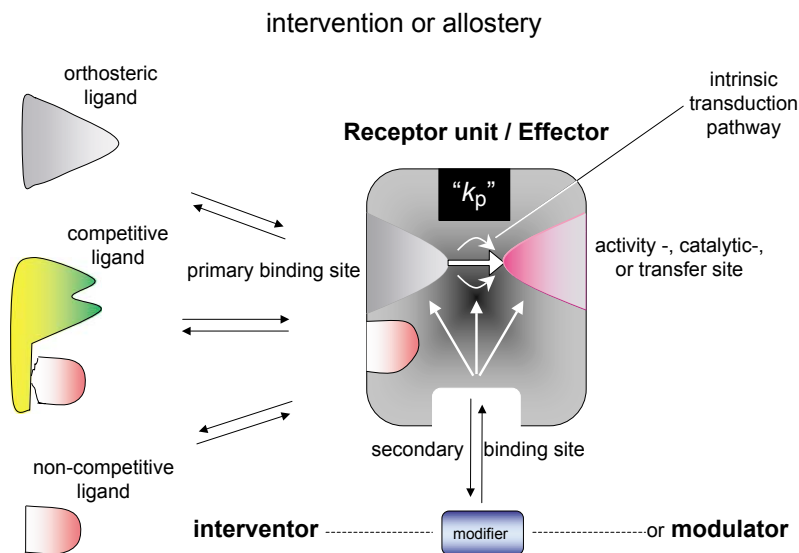 intervention or allostery
orthosteric
ligand
intrinsic
transduction
pathway
Receptor unit / Effector
“kp”
competitive
ligand
primary binding site
activity -, catalytic-,
or transfer site
secondary binding site
non-competitive
ligand
interventor
modifier
or modulator